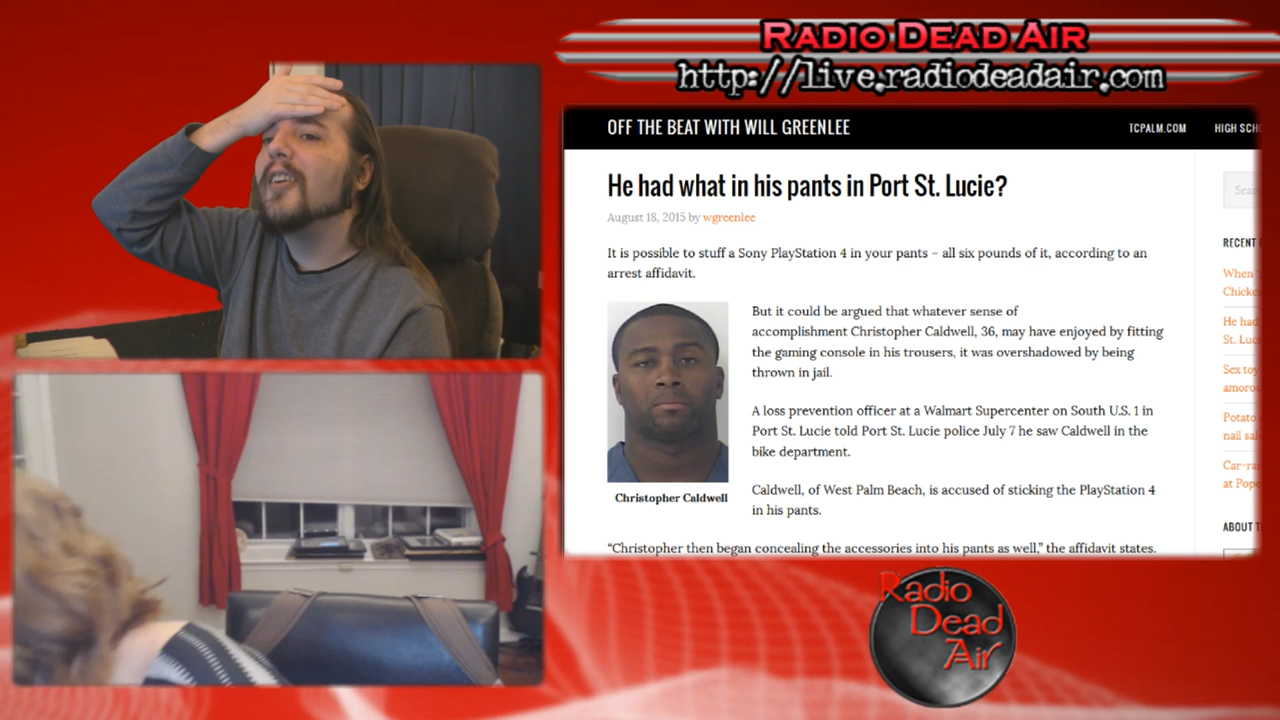 RADIO DEAD AIR
http://live.radiodeadair.com
OFF THE BEAT WITH WILL GREENLEE
TCPALM.COM
HIGH SCHO
He had what in his pants in Port St. Lucie?
August 18, 2015 by wgreenlee
It is possible to stuff a Sony PlayStation 4 in your pants – all six pounds of it, according to an
arrest affidavit.
But it could be argued that whatever sense of
accomplishment Christopher Caldwell, 36, may have enjoyed by fitting
the gaming console in his trousers, it was overshadowed by being
thrown in jail.
A loss prevention officer at a Walmart Supercenter on South U.S. 1 in
Port St. Lucie told Port St. Lucie police July 7 he saw Caldwell in the
bike department.
Christopher Caldwell
Caldwell, of West Palm Beach, is accused of sticking the PlayStation 4
in his pants.
“Christopher then began concealing the accessories into his pants as well,” the affidavit states.
Sear
RECENT
When
Chicke
He had
St. Luc
Sex toy
amoro
Potato
nail sal
Car-ra
at Pope
ABOUT T
Radio
Dead
Air